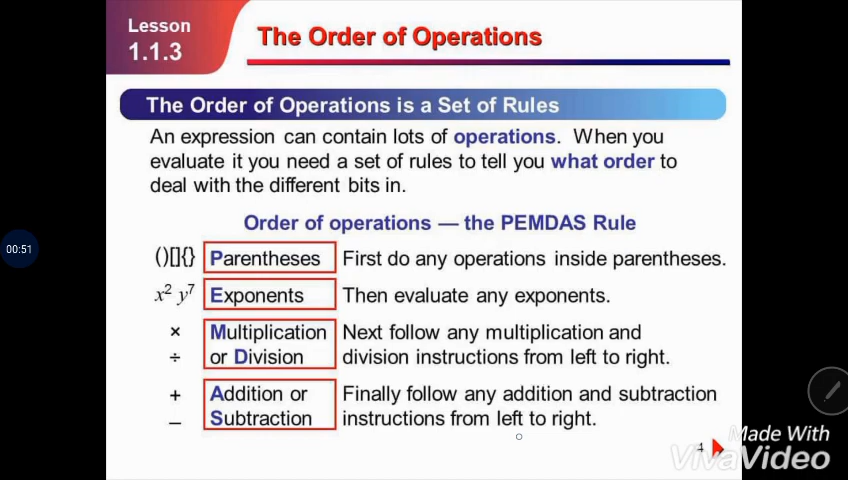 Lesson
1.1.3
The Order of Operations
The Order of Operations is a Set of Rules
An expression can contain lots of operations. When you
evaluate it you need a set of rules to tell you what order to
deal with the different bits in.
Order of operations — the PEMDAS Rule
()[]{} Parentheses First do any operations inside parentheses.
x² y⁷ Exponents Then evaluate any exponents.
× Multiplication Next follow any multiplication and
÷ or Division division instructions from left to right.
+ Addition or Finally follow any addition and subtraction
– Subtraction instructions from left to right.
00:51
4
Made With
VivaVideo